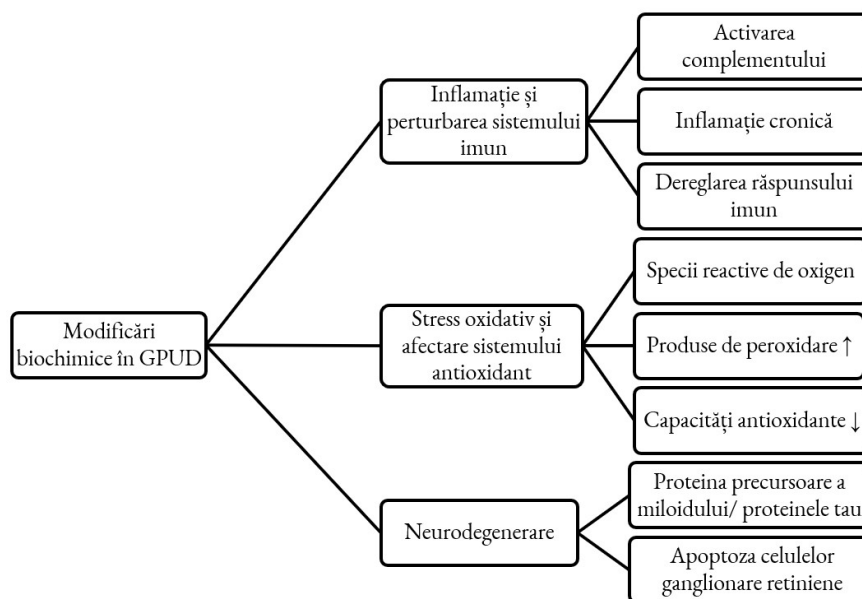 Modificări
biochimice în GPUD
Inflamație și
perturbarea sistemului
imun
Activarea
complementului
Inflamație cronică
Dereglarea răspunsului
imun
Stress oxidativ și
afectare sistemului
antioxidant
Specii reactive de oxigen
Produse de peroxidare ↑
Capacități antioxidante ↓
Neurodegenerare
Proteina precursoare a
miloidului/ proteinele tau
Apoptoza celulelor
ganglionare retiniene